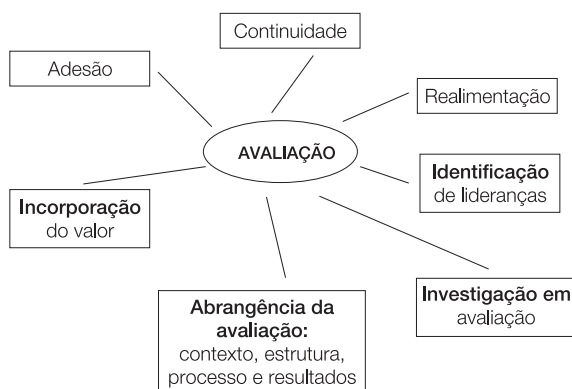 Continuidade
Adesão
Realimentação
AVALIAÇÃO
Identificação
de lideranças
Incorporação
do valor
Investigação em
avaliação
Abrangência da
avaliação:
contexto, estrutura,
processo e resultados